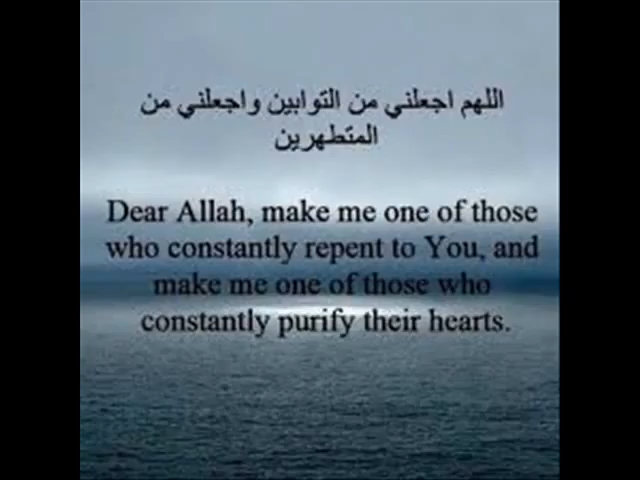 اللهم اجعلني من التوابين واجعلني من
المتطهرين
Dear Allah, make me one of those
who constantly repent to You, and
make me one of those who
constantly purify their hearts.